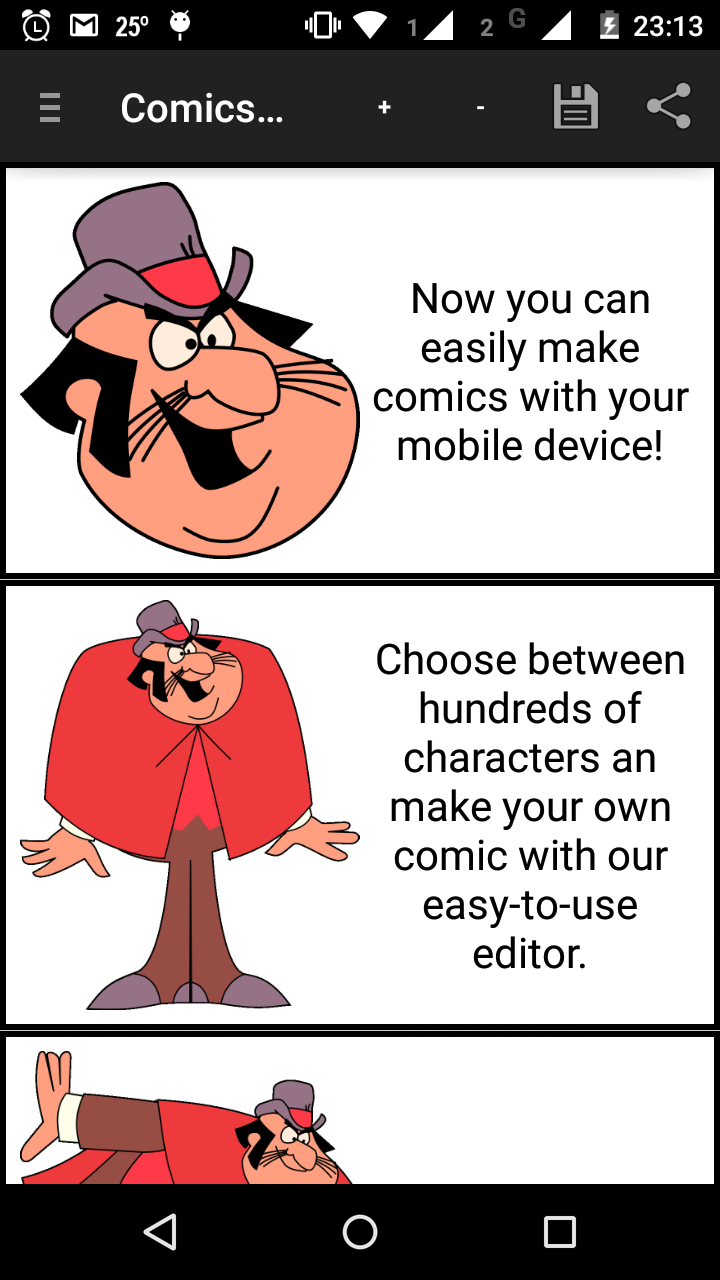 25º 1 2 G 23:13
Comics... + -
Now you can
easily make
comics with your
mobile device!
Choose between
hundreds of
characters an
make your own
comic with our
easy-to-use
editor.